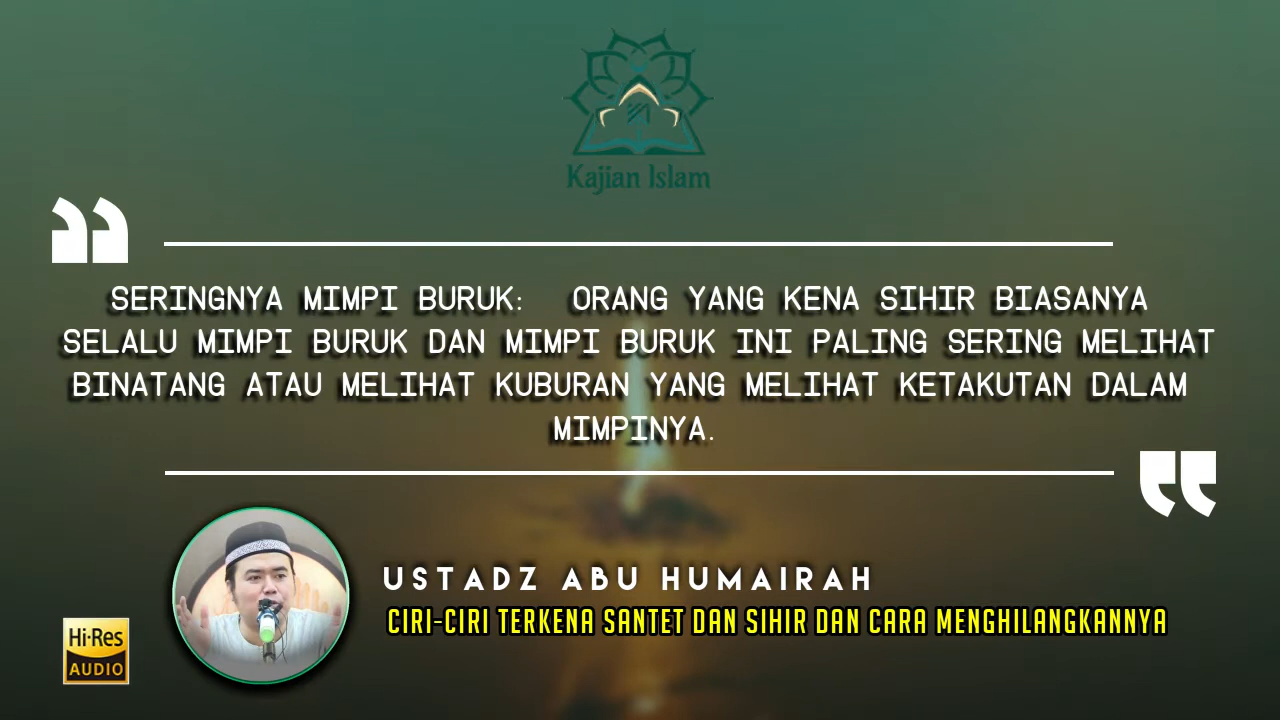 Kajian Islam
SERINGNYA MIMPI BURUK: ORANG YANG KENA SIHIR BIASANYA
SELALU MIMPI BURUK DAN MIMPI BURUK INI PALING SERING MELIHAT
BINATANG ATAU MELIHAT KUBURAN YANG MELIHAT KETAKUTAN DALAM
MIMPINYA.
USTADZ ABU HUMAIRAH
CIRI-CIRI TERKENA SANTET DAN SIHIR DAN CARA MENGHILANGKANNYA
Hi-Res
AUDIO